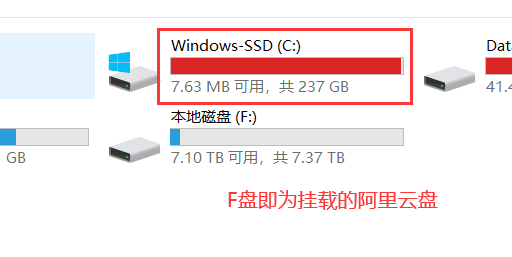 Windows-SSD (C:)
7.63 MB 可用，共 237 GB
Data
41.4
GB
本地磁盘 (F:)
7.10 TB 可用，共 7.37 TB
F盘即为挂载的阿里云盘